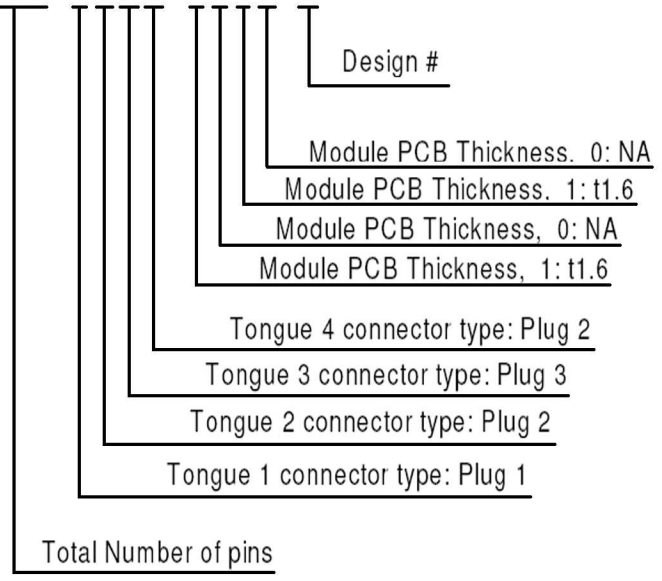 Design #
Module PCB Thickness. 0: NA
Module PCB Thickness. 1: t1.6
Module PCB Thickness, 0: NA
Module PCB Thickness, 1: t1.6
Tongue 4 connector type: Plug 2
Tongue 3 connector type: Plug 3
Tongue 2 connector type: Plug 2
Tongue 1 connector type: Plug 1
Total Number of pins